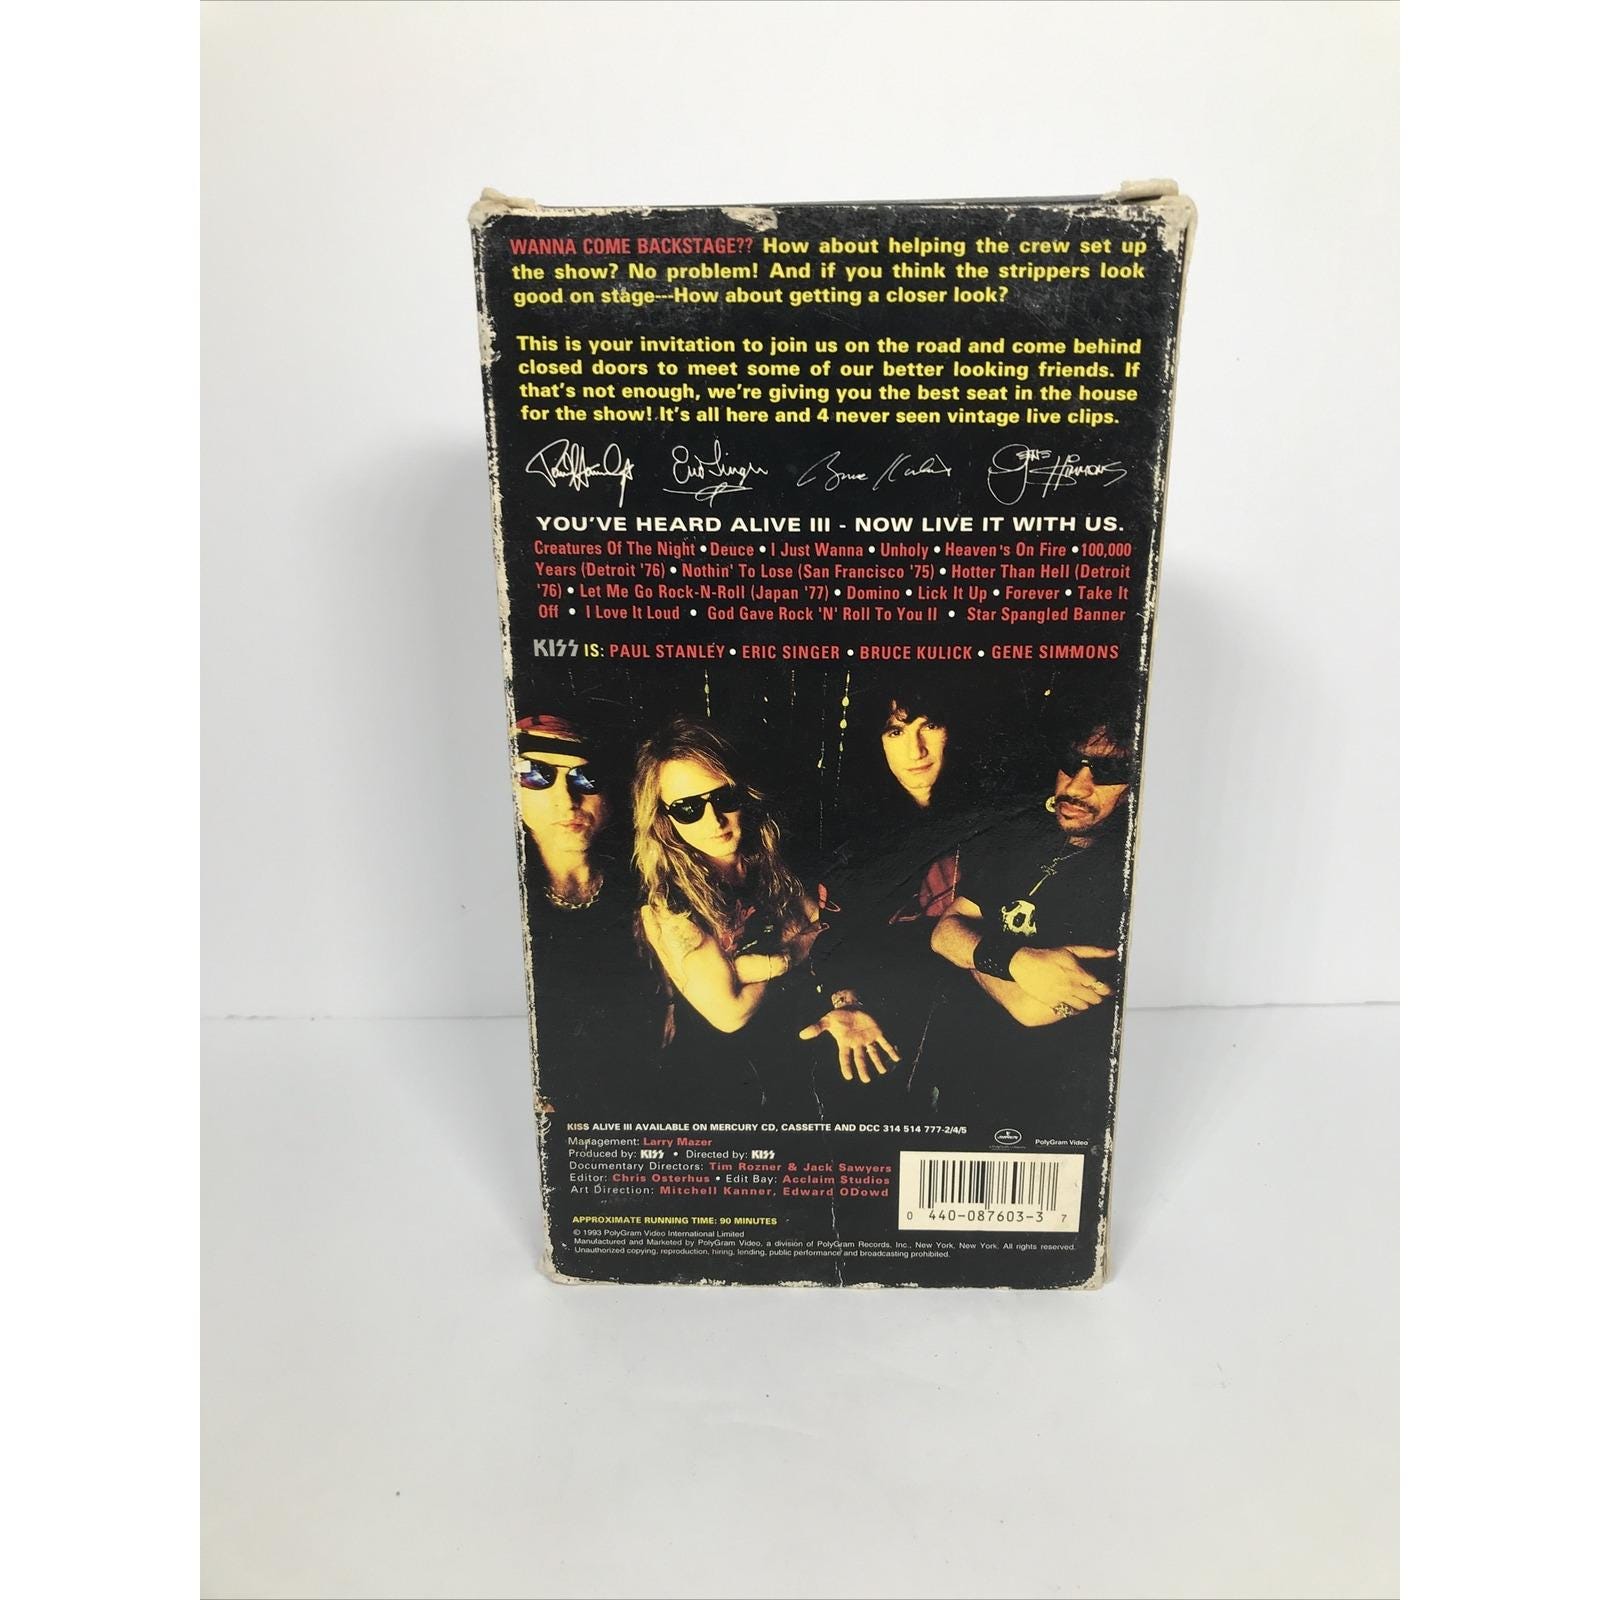 WANNA COME BACKSTAGE?? How about helping the crew set up
the show? No problem! And if you think the strippers look
good on stage---How about getting a closer look?
This is your invitation to join us on the road and come behind
closed doors to meet some of our better looking friends. If
that's not enough, we're giving you the best seat in the house
for the show! It's all here and 4 never seen vintage live clips.
Paul Stanley Eric Singer Bruce Kulick Gene Simmons
YOU'VE HEARD ALIVE III - NOW LIVE IT WITH US.
Creatures Of The Night • Deuce • I Just Wanna • Unholy • Heaven's On Fire • 100,000
Years (Detroit '76) • Nothin' To Lose (San Francisco '75) • Hotter Than Hell (Detroit
'76) • Let Me Go Rock-N-Roll (Japan '77) • Domino • Lick It Up • Forever • Take It
Off • I Love It Loud • God Gave Rock 'N' Roll To You II • Star Spangled Banner
KISS IS: PAUL STANLEY • ERIC SINGER • BRUCE KULICK • GENE SIMMONS
KISS ALIVE III AVAILABLE ON MERCURY CD, CASSETTE AND DCC 314 514 777-2/4/5
Management: Larry Mazer
PolyGram Video
Produced by: KISS • Directed by: KISS
Documentary Directors: Tim Rozner & Jack Sawyers
Editor: Chris Osterhus • Edit Bay: Acclaim Studios
Art Direction: Mitchell Kanner, Edward ODowd
0 440-087603-3 7
APPROXIMATE RUNNING TIME: 90 MINUTES
© 1993 PolyGram Video International Limited
Manufactured and Marketed by PolyGram Video, a division of PolyGram Records, Inc., New York, New York. All rights reserved.
Unauthorized copying, reproduction, hiring, lending, public performance and broadcasting prohibited.